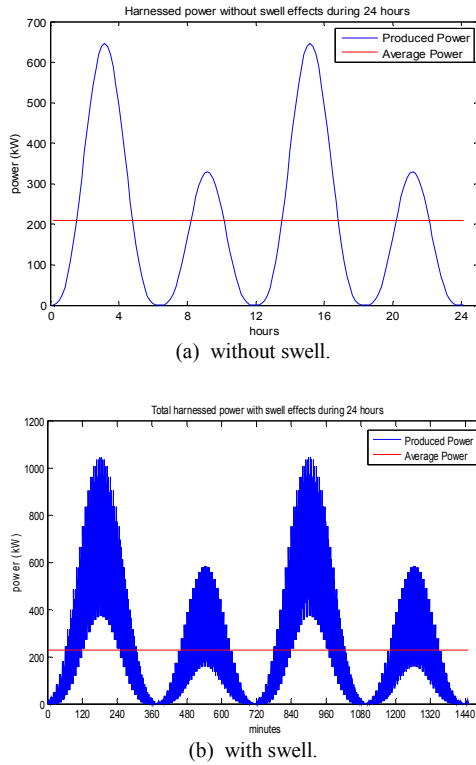 Harnessed power without swell effects during 24 hours
700
600
500
400
300
200
100
0
power (kW)
Produced Power
Average Power
0 4 8 12 16 20 24
hours
(a) without swell.
Total harnessed power with swell effects during 24 hours
1200
1000
800
600
400
200
0
power (kW)
Produced Power
Average Power
0 120 240 360 480 600 720 840 960 1080 1200 1320 1440
minutes
(b) with swell.